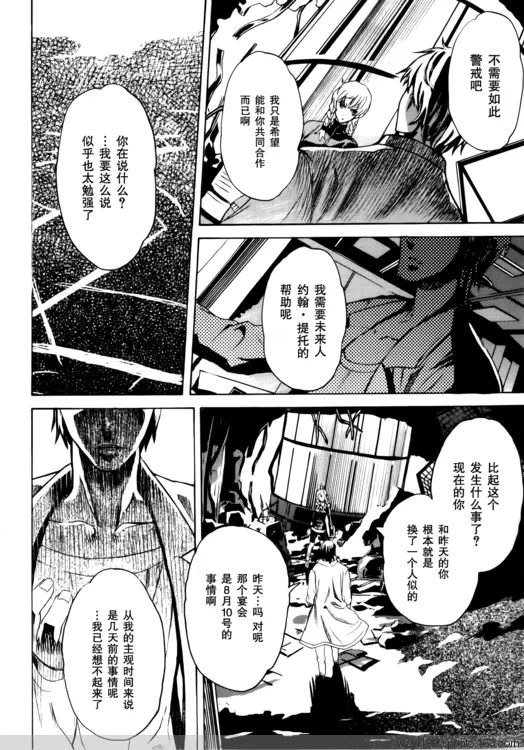 不需要如此
警戒吧
我只是希望
能和你共同合作
而已啊
你在说什么?
…我要这么说
似乎也太勉强了
我需要未来人
约翰・提托的
帮助呢
比起这个
发生什么事了?
现在的你
和昨天的你
根本就是
换了一个人似的
昨天…吗 对呢
那个宴会
是8月10号的
事情啊
从我的主观时间来说
是几天前的事情呢
…我已经想不起来了